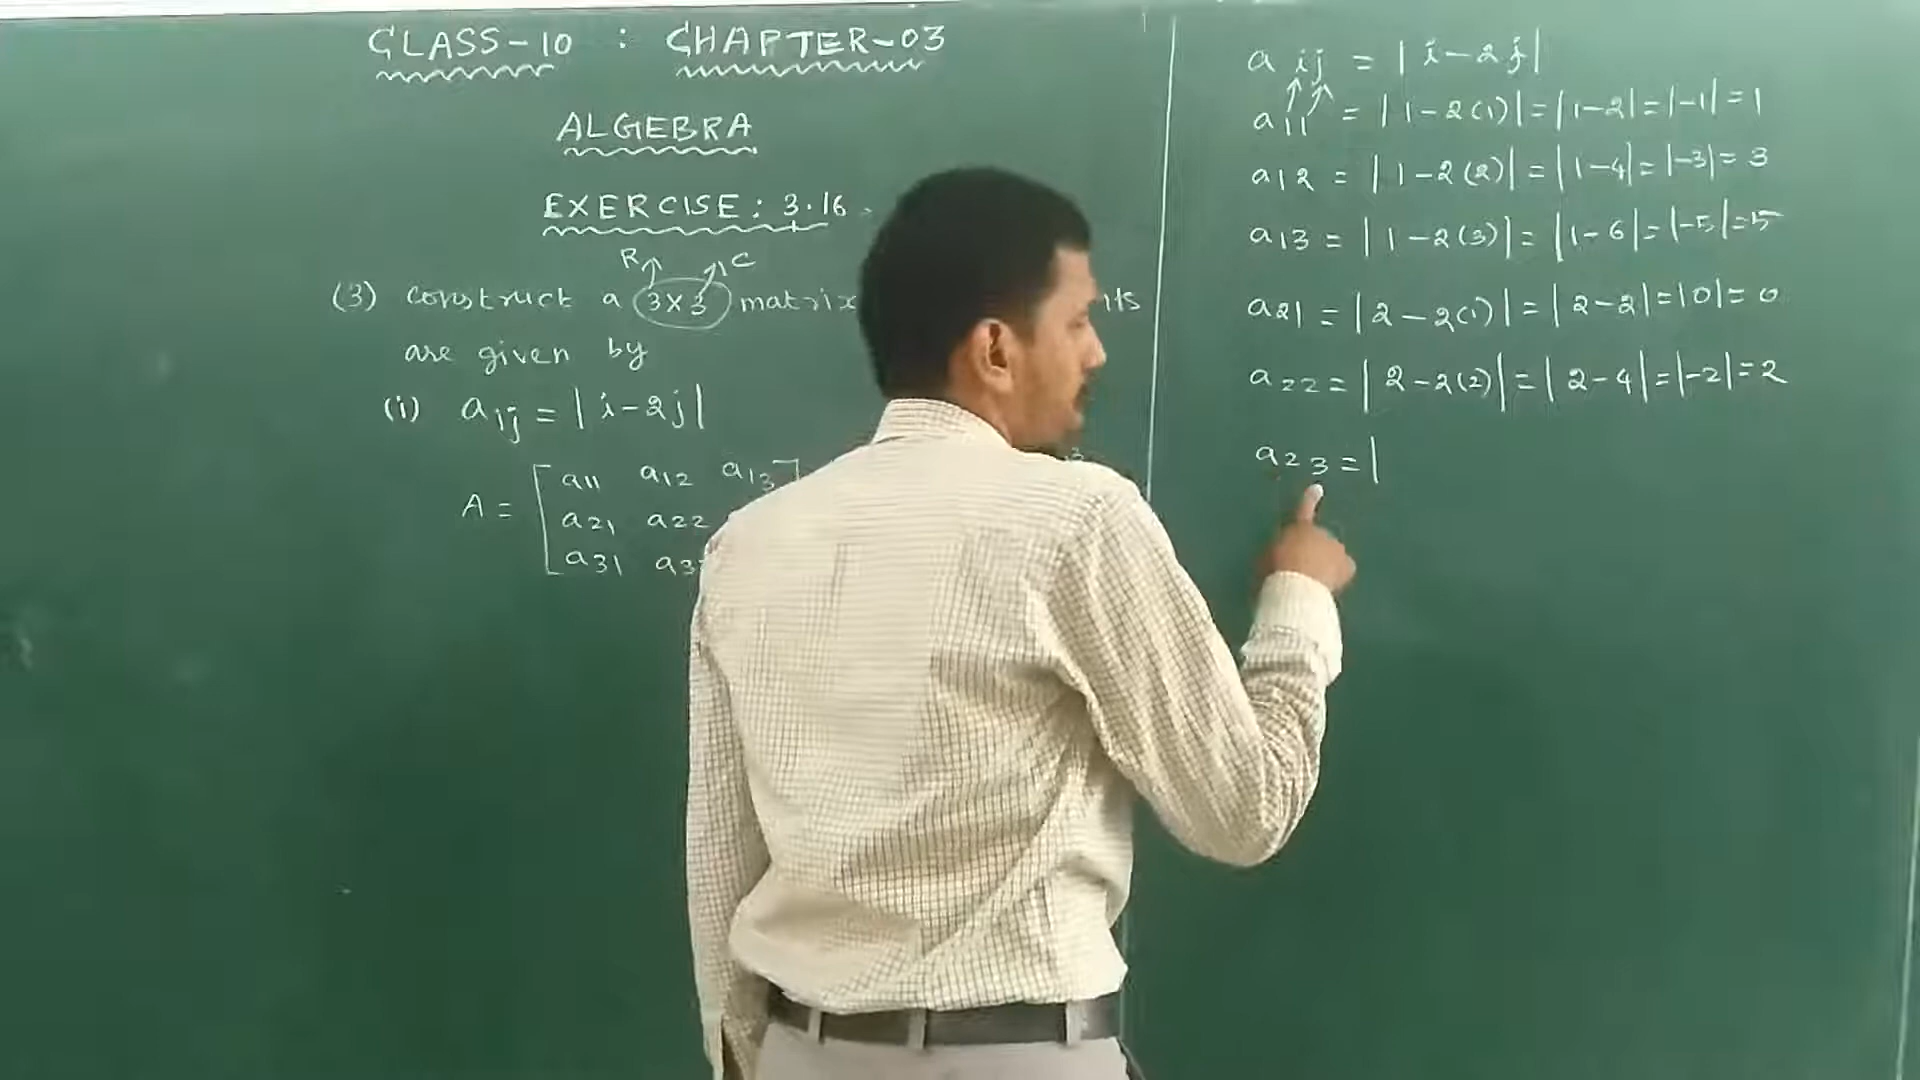 CLASS-10 : CHAPTER-03
ALGEBRA
EXERCISE: 3.16
R C
(3) construct a 3x3 matrix
are given by
(i) aij = | i-2j |
A = [ a11 a12 a13 ]
a21 a22
a31
a ij = | i-2j |
a11 = | 1-2(1) | = | 1-2 | = |-1| = 1
a12 = | 1-2(2) | = | 1-4 | = |-3| = 3
a13 = | 1-2(3) | = | 1-6 | = |-5| = 5
a21 = | 2-2(1) | = | 2-2 | = |0| = 0
a22 = | 2-2(2) | = | 2-4 | = |-2| = 2
a23 = |